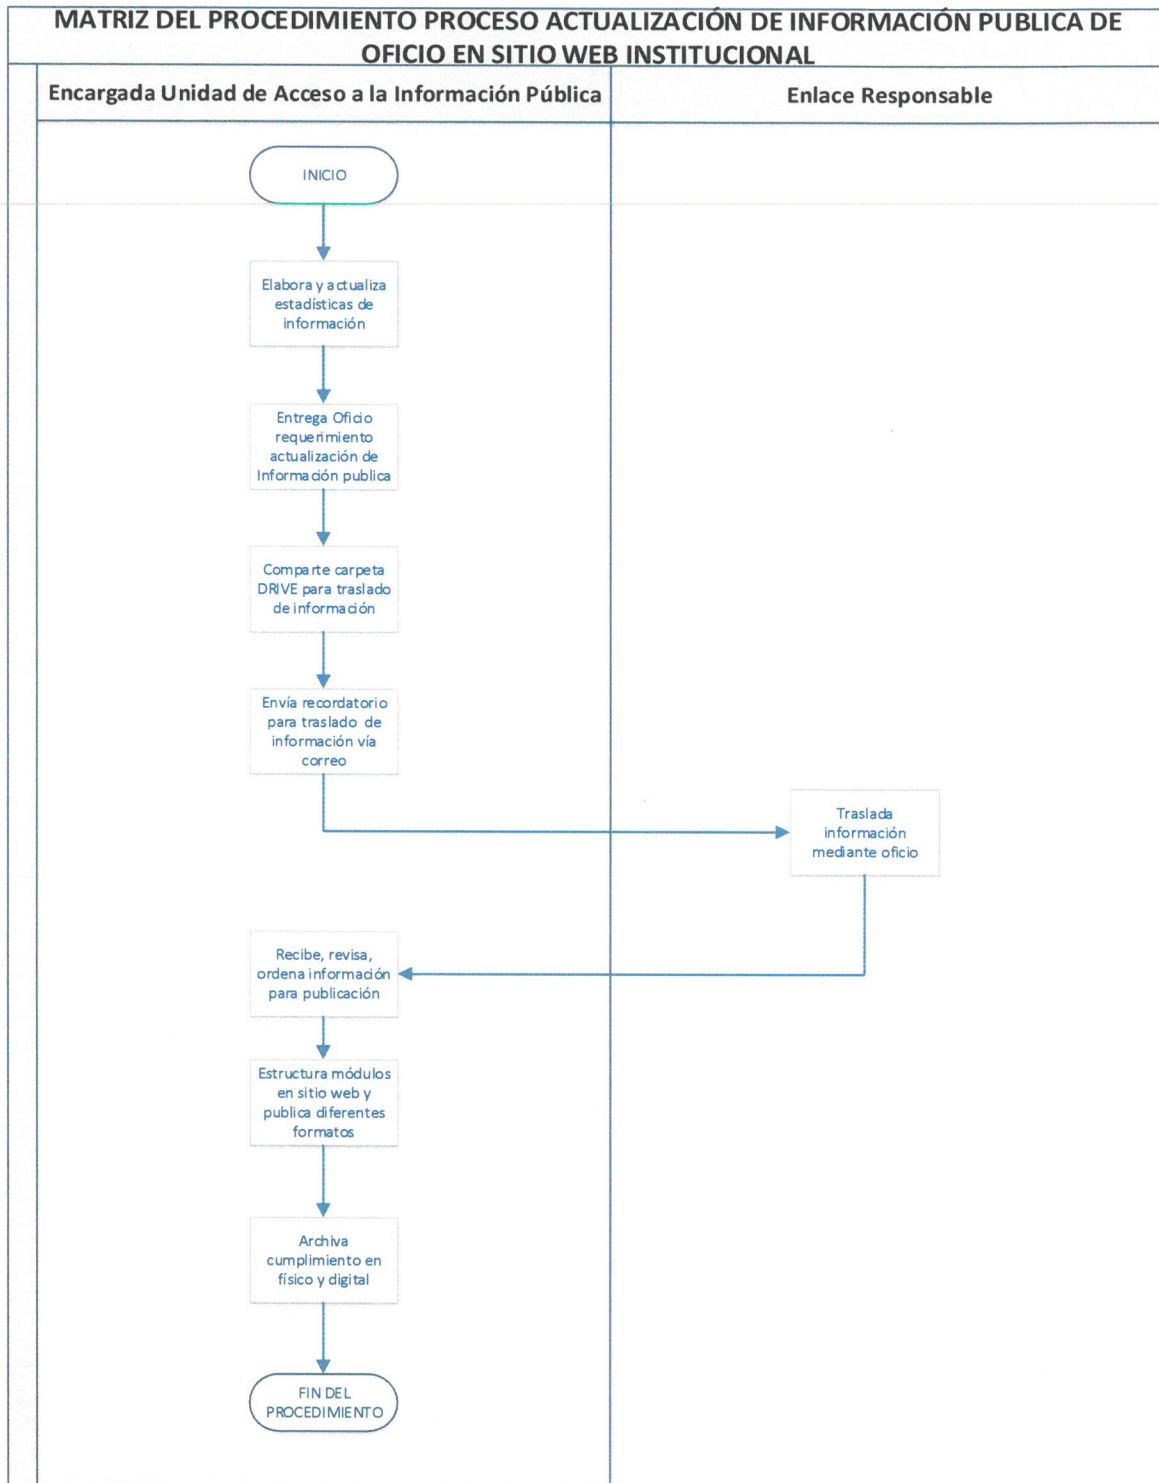 MATRIZ DEL PROCEDIMIENTO PROCESO ACTUALIZACIÓN DE INFORMACIÓN PUBLICA DE
OFICIO EN SITIO WEB INSTITUCIONAL
Encargada Unidad de Acceso a la Información Pública
Enlace Responsable
INICIO
Elabora y actualiza
estadísticas de
información
Entrega Oficio
requerimiento
actualización de
Información publica
Comparte carpeta
DRIVE para traslado
de información
Envía recordatorio
para traslado de
información vía
correo
Traslada
información
mediante oficio
Recibe, revisa,
ordena información
para publicación
Estructura módulos
en sitio web y
publica diferentes
formatos
Archiva
cumplimiento en
físico y digital
FIN DEL
PROCEDIMIENTO